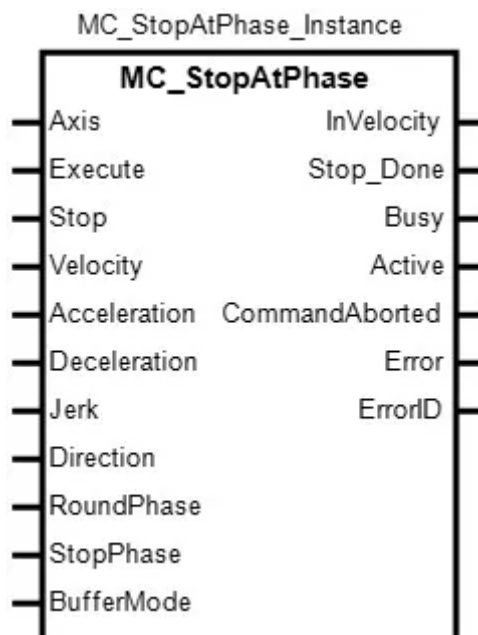 MC_StopAtPhase_Instance
MC_StopAtPhase
Axis InVelocity
Execute Stop_Done
Stop Busy
Velocity Active
Acceleration CommandAborted
Deceleration Error
Jerk ErrorID
Direction
RoundPhase
StopPhase
BufferMode